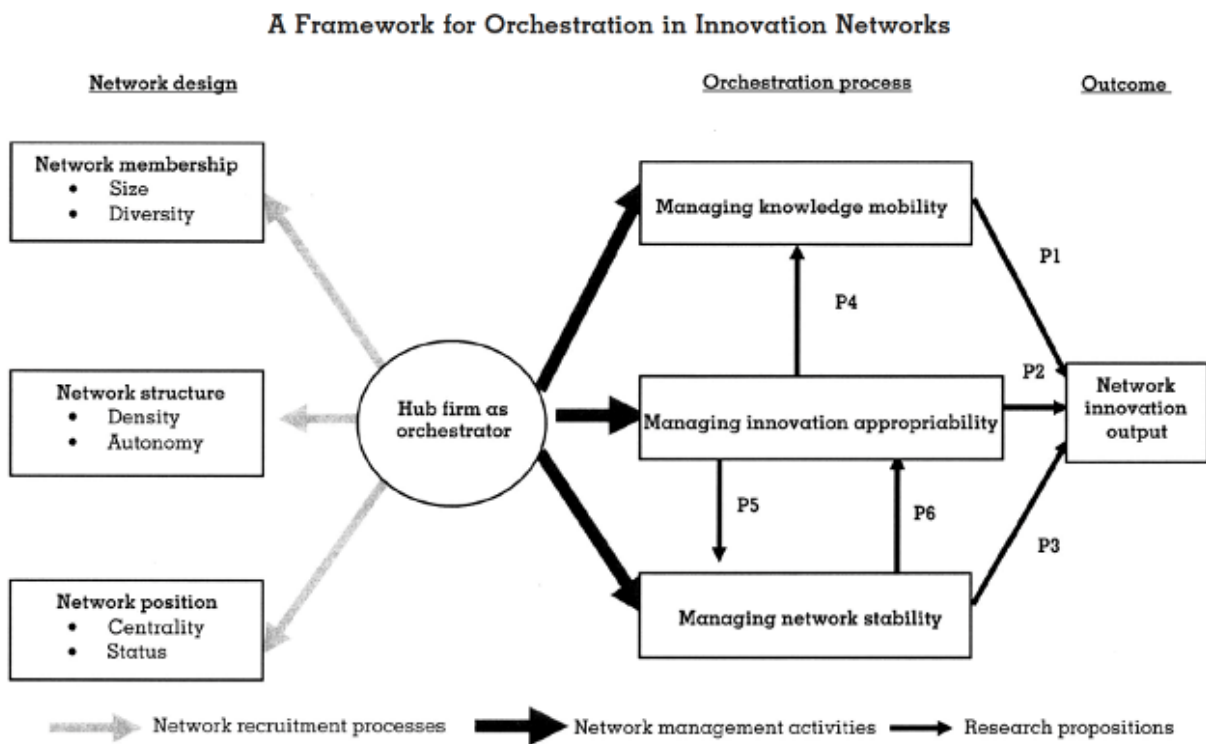 A Framework for Orchestration in Innovation Networks
Network design
Orchestration process
Outcome
Network membership
• Size
• Diversity
Managing knowledge mobility
P1
P4
Network structure
• Density
• Autonomy
Hub firm as
orchestrator
Managing innovation appropriability
P2
Network
innovation
output
P5
P6
P3
Network position
• Centrality
• Status
Managing network stability
Network recruitment processes
Network management activities
Research propositions